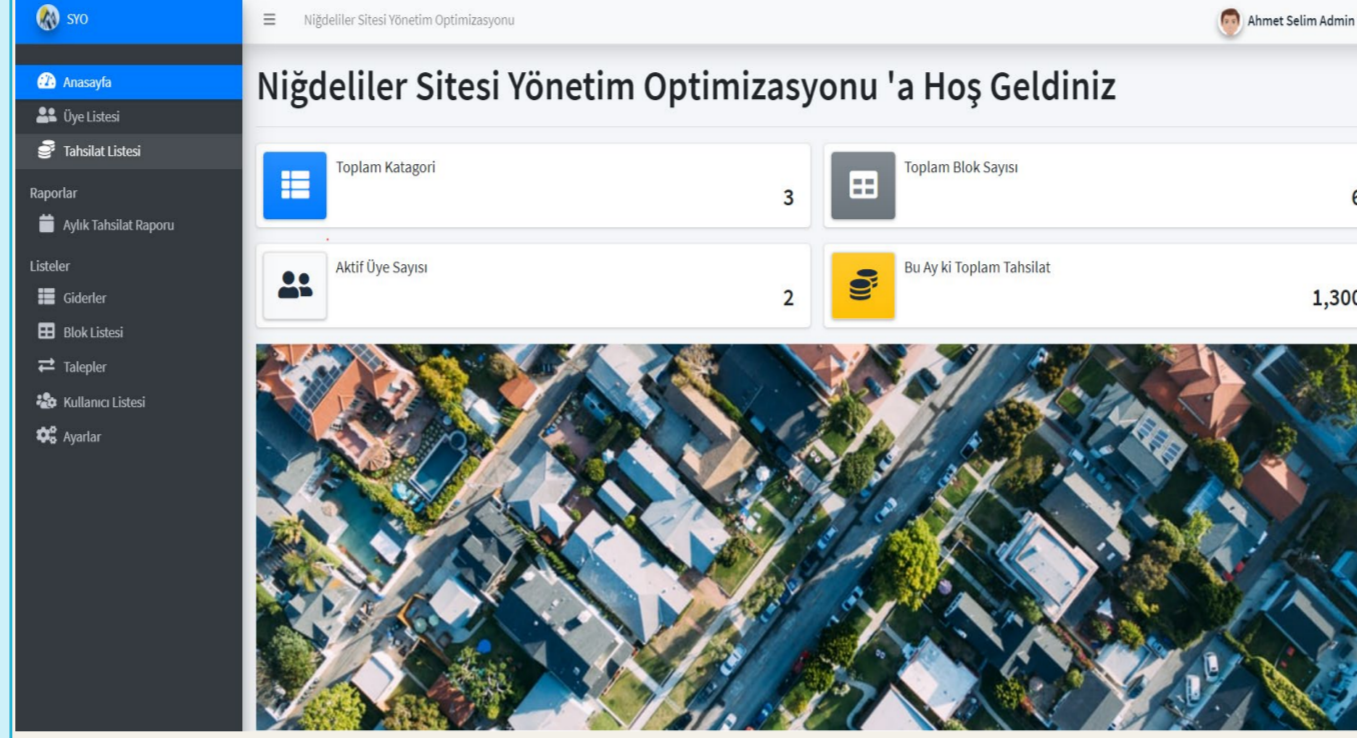 SYO
Niğdeliler Sitesi Yönetim Optimizasyonu
Ahmet Selim Admin
Anasayfa
Üye Listesi
Tahsilat Listesi
Raporlar
Aylık Tahsilat Raporu
Listeler
Giderler
Blok Listesi
Talepler
Kullanıcı Listesi
Ayarlar
Niğdeliler Sitesi Yönetim Optimizasyonu 'a Hoş Geldiniz
Toplam Katagori
3
Toplam Blok Sayısı
Aktif Üye Sayısı
2
Bu Ay ki Toplam Tahsilat
1,300